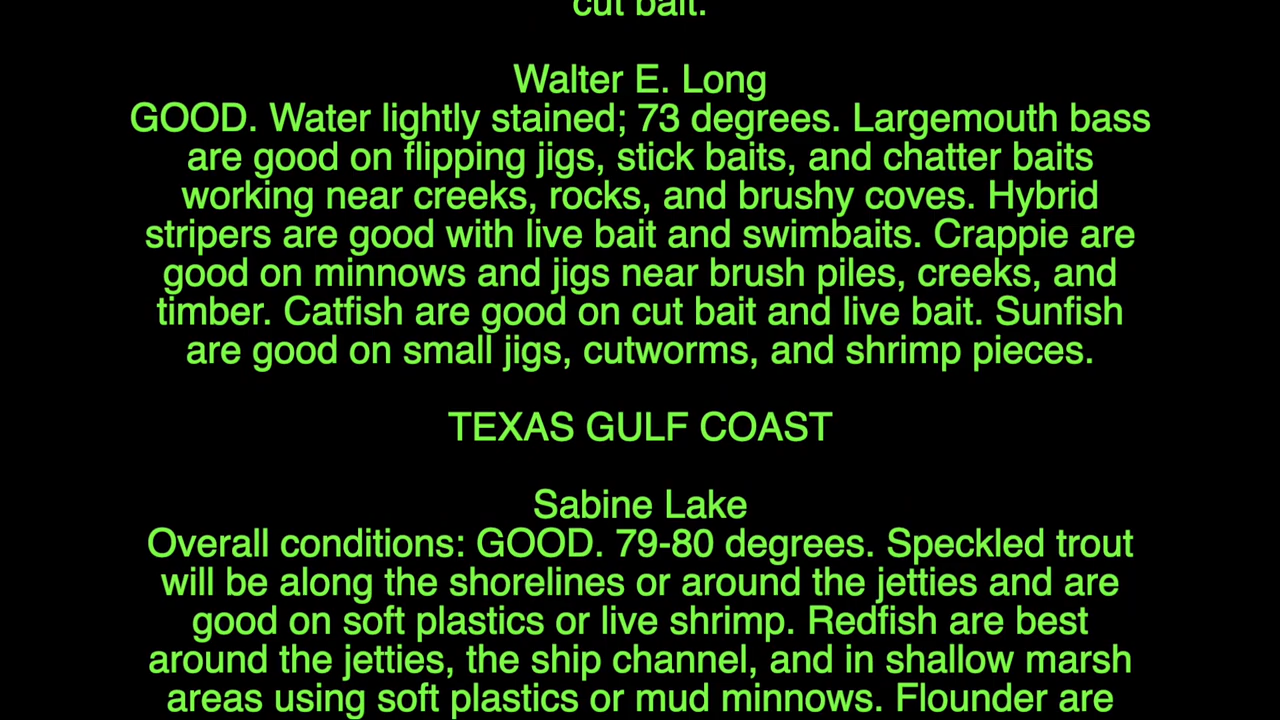 cut bait.
Walter E. Long
GOOD. Water lightly stained; 73 degrees. Largemouth bass
are good on flipping jigs, stick baits, and chatter baits
working near creeks, rocks, and brushy coves. Hybrid
stripers are good with live bait and swimbaits. Crappie are
good on minnows and jigs near brush piles, creeks, and
timber. Catfish are good on cut bait and live bait. Sunfish
are good on small jigs, cutworms, and shrimp pieces.
TEXAS GULF COAST
Sabine Lake
Overall conditions: GOOD. 79-80 degrees. Speckled trout
will be along the shorelines or around the jetties and are
good on soft plastics or live shrimp. Redfish are best
around the jetties, the ship channel, and in shallow marsh
areas using soft plastics or mud minnows. Flounder are